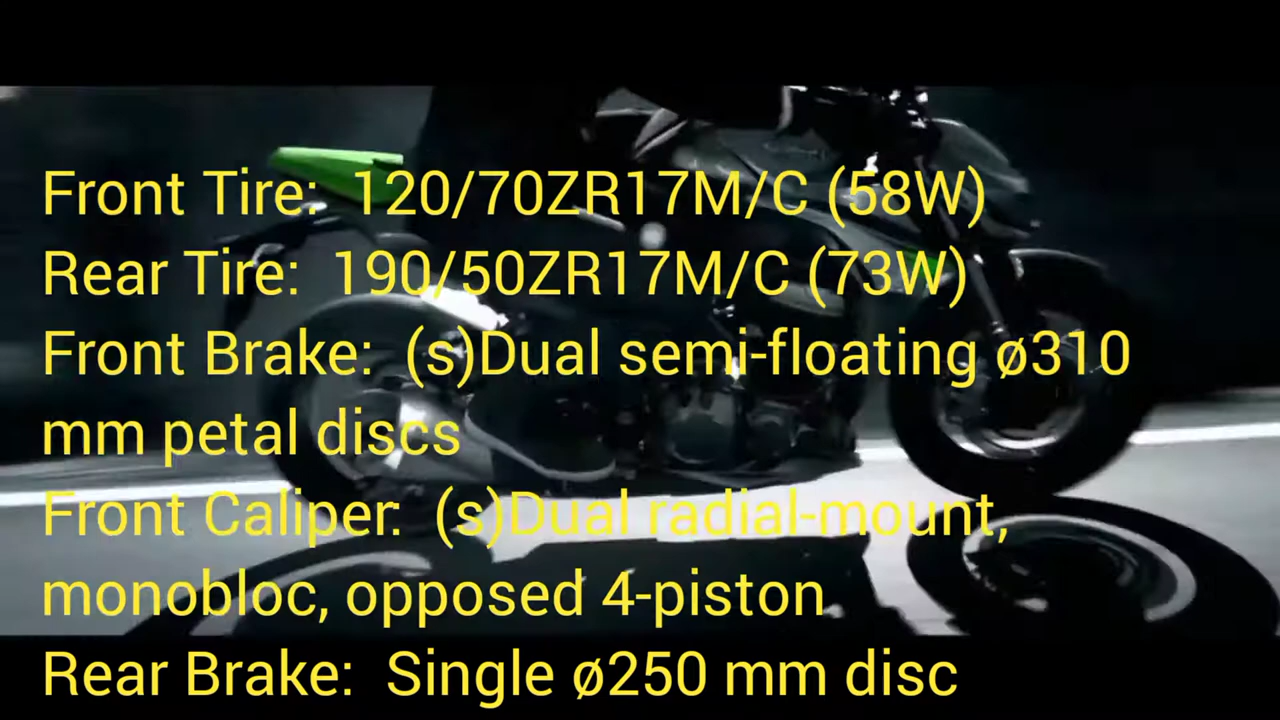 Front Tire: 120/70ZR17M/C (58W)
Rear Tire: 190/50ZR17M/C (73W)
Front Brake: (s)Dual semi-floating ø310
mm petal discs
Front Caliper: (s)Dual radial-mount,
monobloc, opposed 4-piston
Rear Brake: Single ø250 mm disc